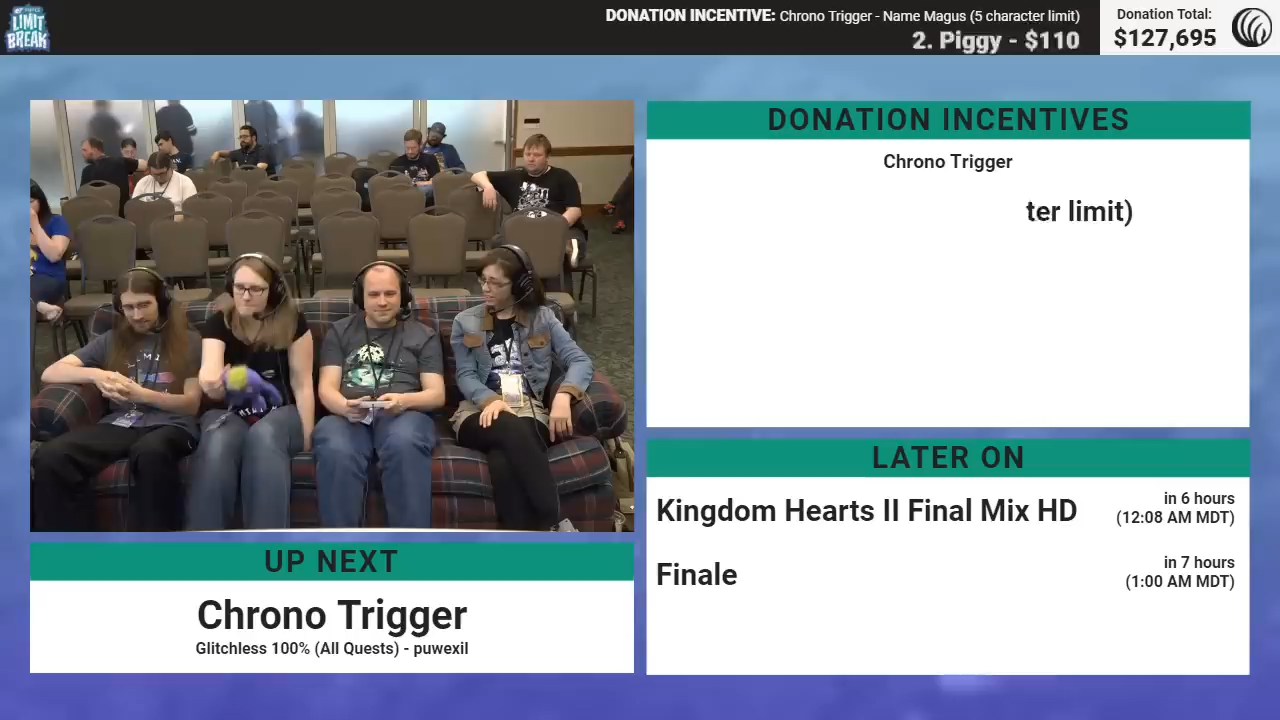 LIMIT
BREAK
DONATION INCENTIVE: Chrono Trigger - Name Magus (5 character limit)
2. Piggy - $110
Donation Total:
$127,695
DONATION INCENTIVES
Chrono Trigger
ter limit)
LATER ON
Kingdom Hearts II Final Mix HD
in 6 hours
(12:08 AM MDT)
Finale
in 7 hours
(1:00 AM MDT)
UP NEXT
Chrono Trigger
Glitchless 100% (All Quests) - puwexil